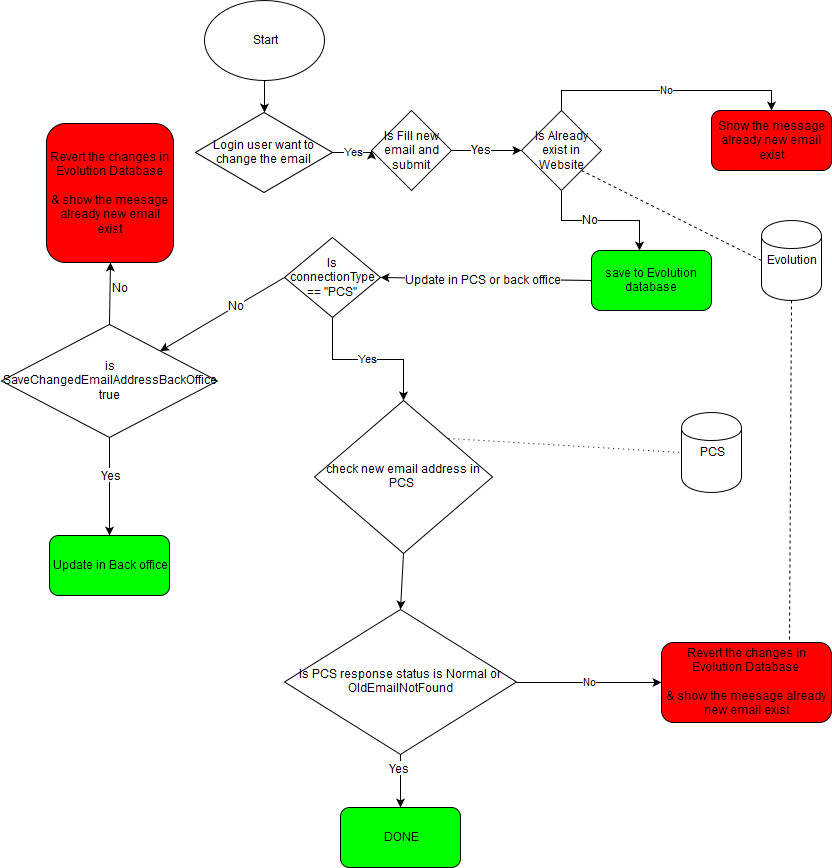 Start
Login user want to
change the email
Yes
Is Fill new
email and
submit
Yes
Is Already
exist in
Website
No
Show the message
already new email
exist
No
save to Evolution
database
Evolution
Update in PCS or back office
Is
connectionType
== "PCS"
No
Yes
Revert the changes in
Evolution Database
& show the meesage
already new email
exist
No
is
SaveChangedEmailAddressBackOffice
true
Yes
Update in Back office
check new email address in
PCS
PCS
Is PCS response status is Normal or
OldEmailNotFound
No
Revert the changes in
Evolution Database
& show the meesage already
new email exist
Yes
DONE